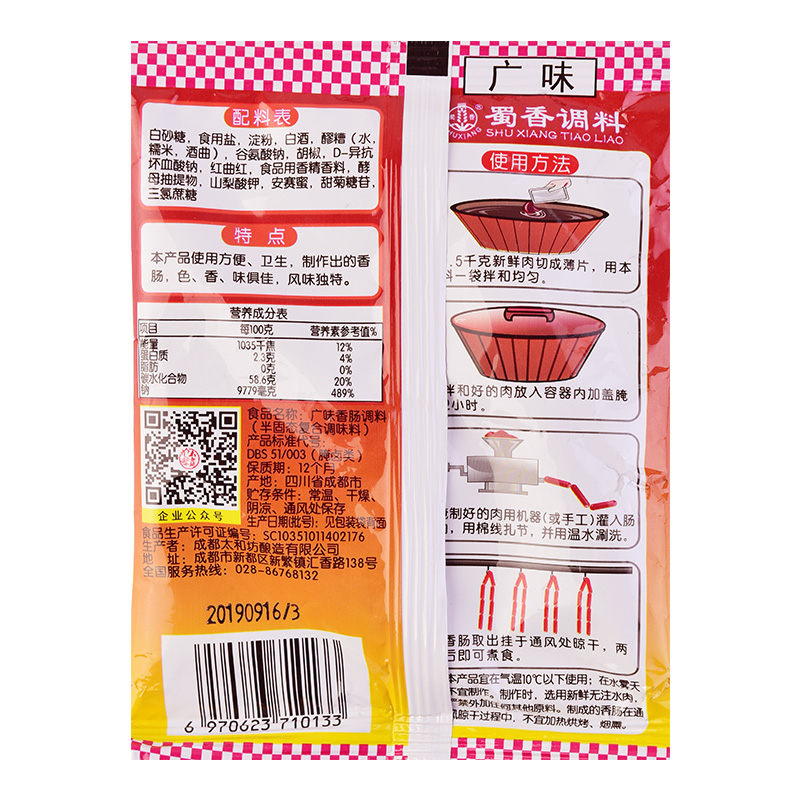 配料表
白砂糖，食用盐，淀粉，白酒，醪糟（水，
糯米，酒曲），谷氨酸钠，胡椒，D-异抗
坏血酸钠，红曲红，食品用香精香料，酵
母抽提物，山梨酸钾，安赛蜜，甜菊糖苷，
三氯蔗糖
特点
本产品使用方便、卫生，制作出的香
肠，色、香、味俱佳，风味独特。
营养成分表
项目 每100克 营养素参考值%
能量 1035千焦 12%
蛋白质 2.3克 4%
脂肪 0克 0%
碳水化合物 58.6克 20%
钠 9779毫克 489%
食品名称：广味香肠调料
（半固态复合调味料）
产品标准代号：
DBS 51/003（腌卤类）
保质期：12个月
产地：四川省成都市
贮存条件：常温、干燥、
阴凉、通风处保存
生产日期(批号)：见包装袋背面
企业公众号
食品生产许可证编号：SC10351011402176
生产者：成都太和坊酿造有限公司
地址：成都市新都区新繁镇汇香路138号
全国服务热线：028-86768132
20190916/3
6 970623 710133
广味
蜀香调料
SHU XIANG TIAO LIAO
使用方法
.5千克新鲜肉切成薄片，用本
料一袋拌和均匀。
拌和好的肉放入容器内加盖腌
小时。
制好的肉用机器(或手工)灌入肠
，用棉线扎节，并用温水涮洗。
香肠取出挂于通风处晾干，两
后即可煮食。
本产品宜在气温10℃以下使用；在水雾天
不宜制作。制作时，选用新鲜无注水肉，
严禁外加任何其他原料。制成的香肠在通
风晾干过程中，不宜加热烘烤、烟熏。